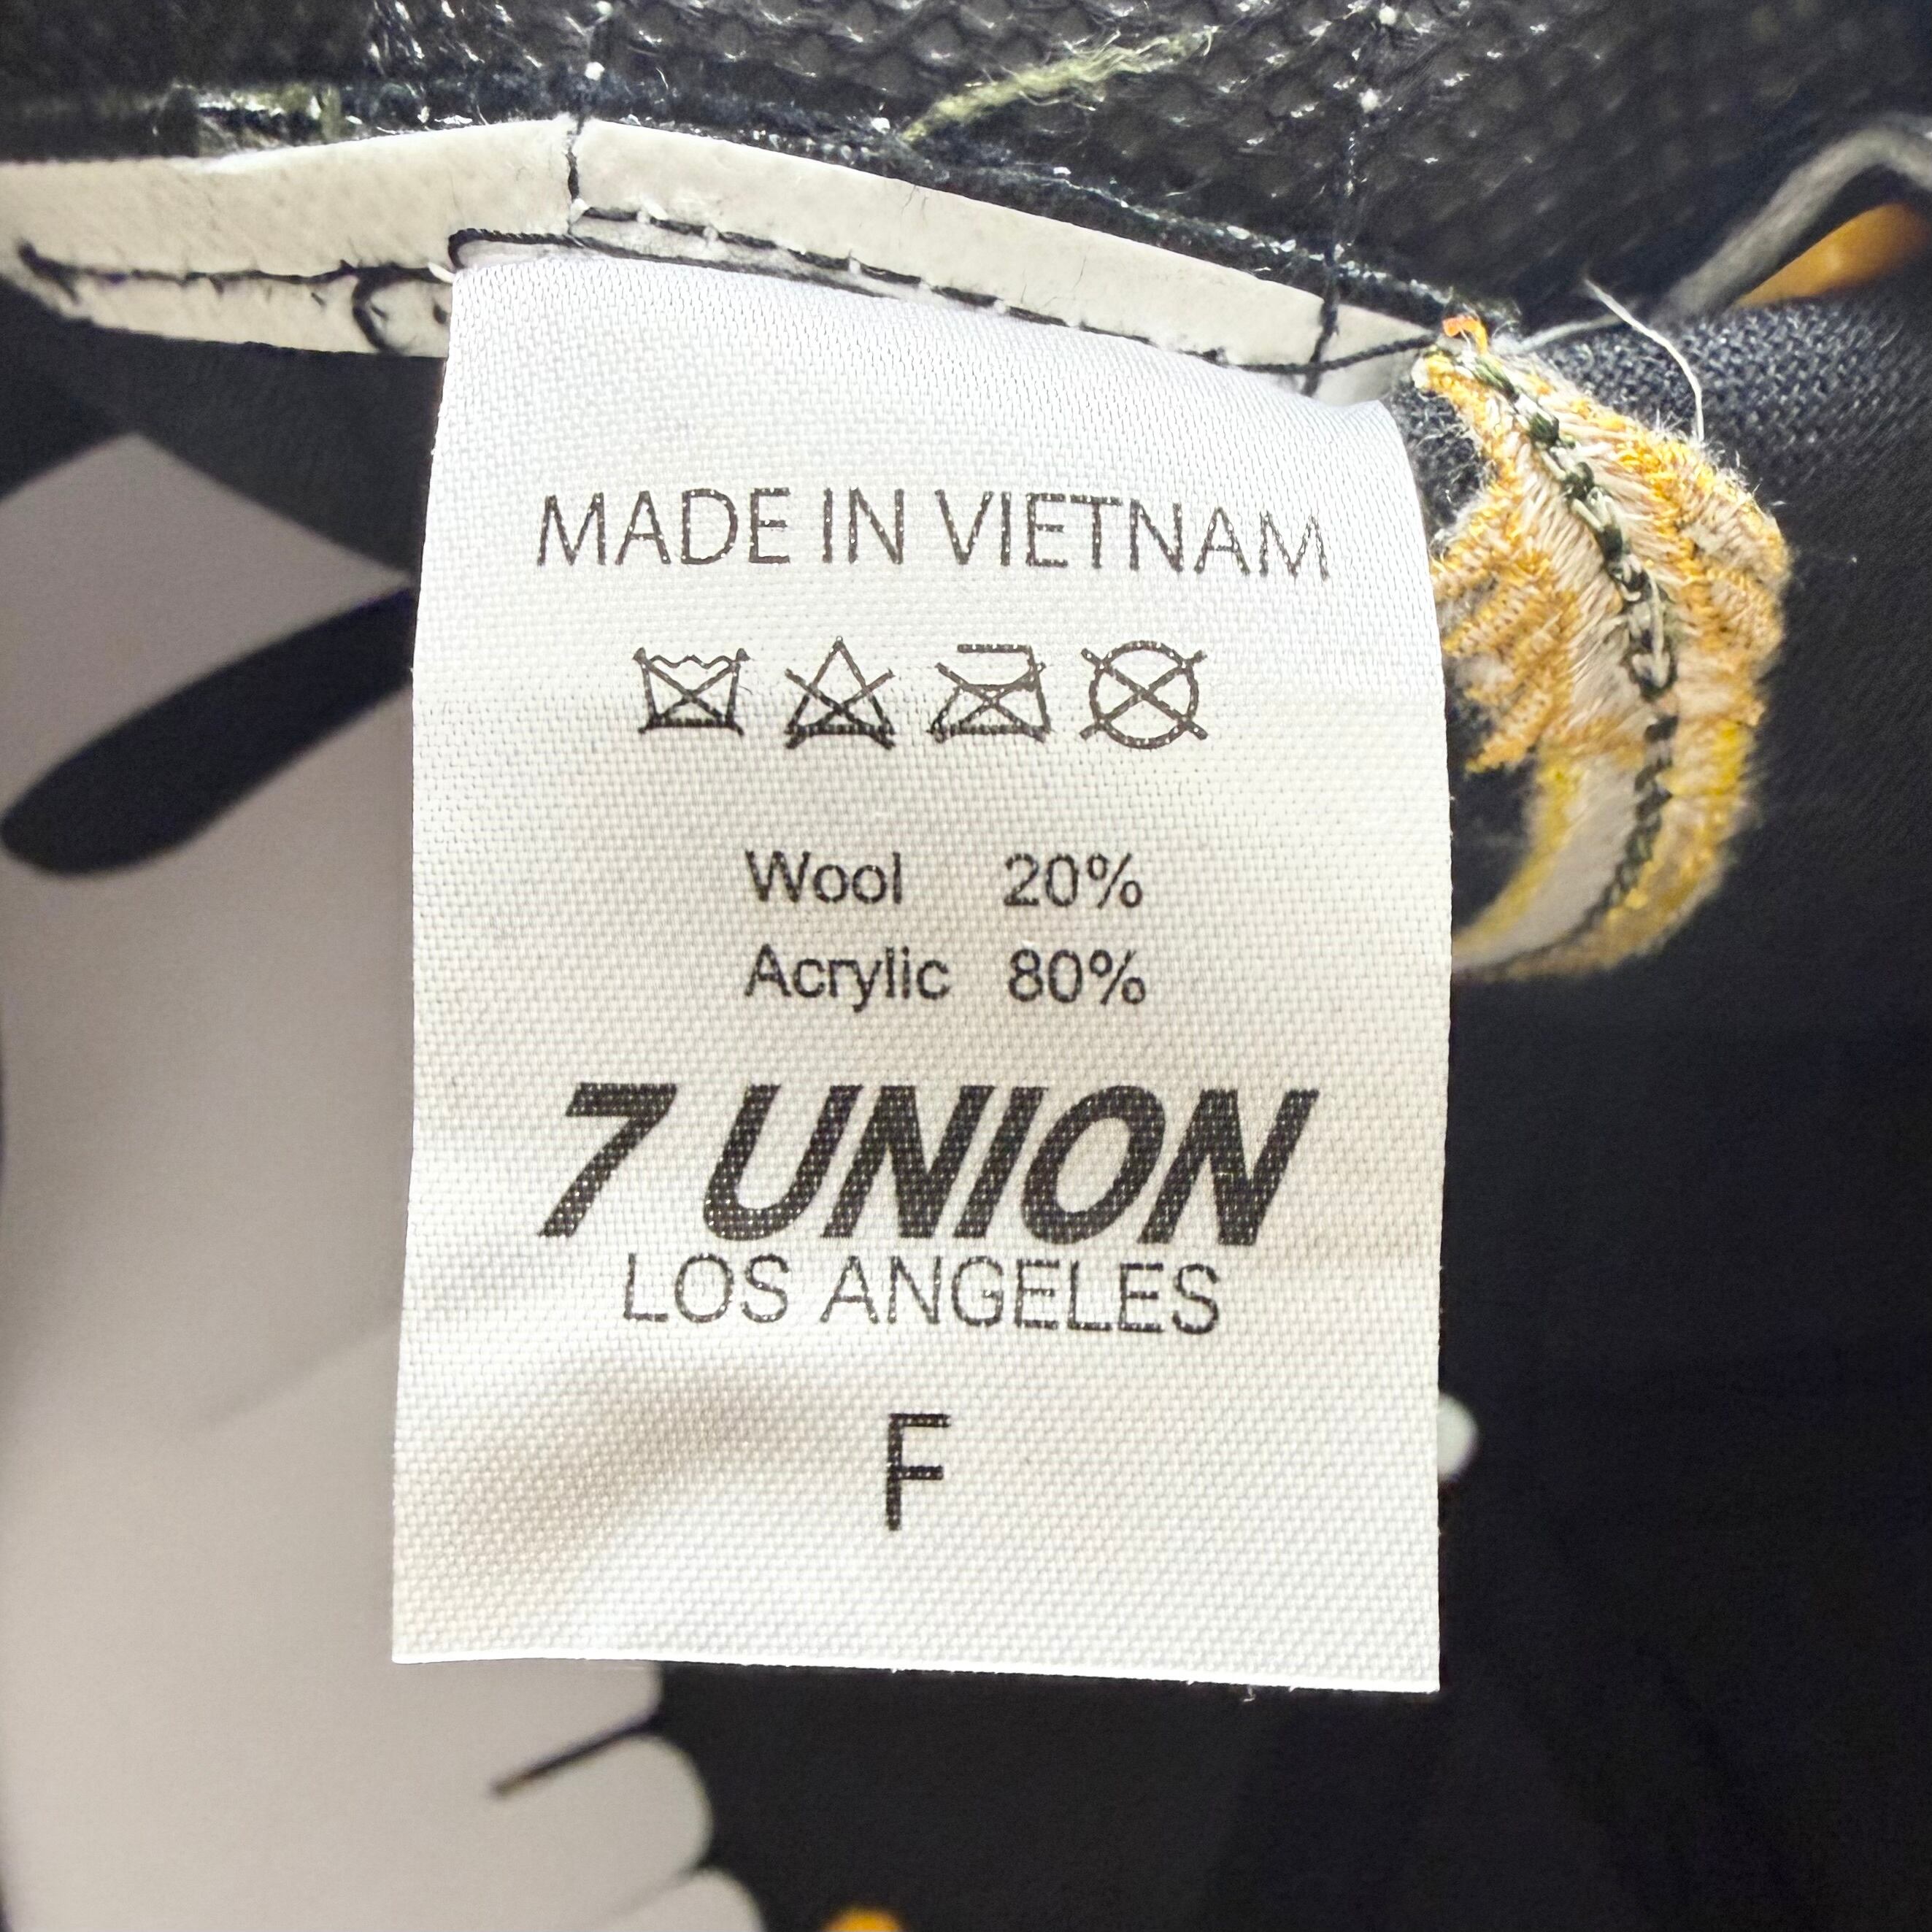 MADE IN VIETNAM
Wool 20%
Acrylic 80%
7 UNION
LOS ANGELES
F